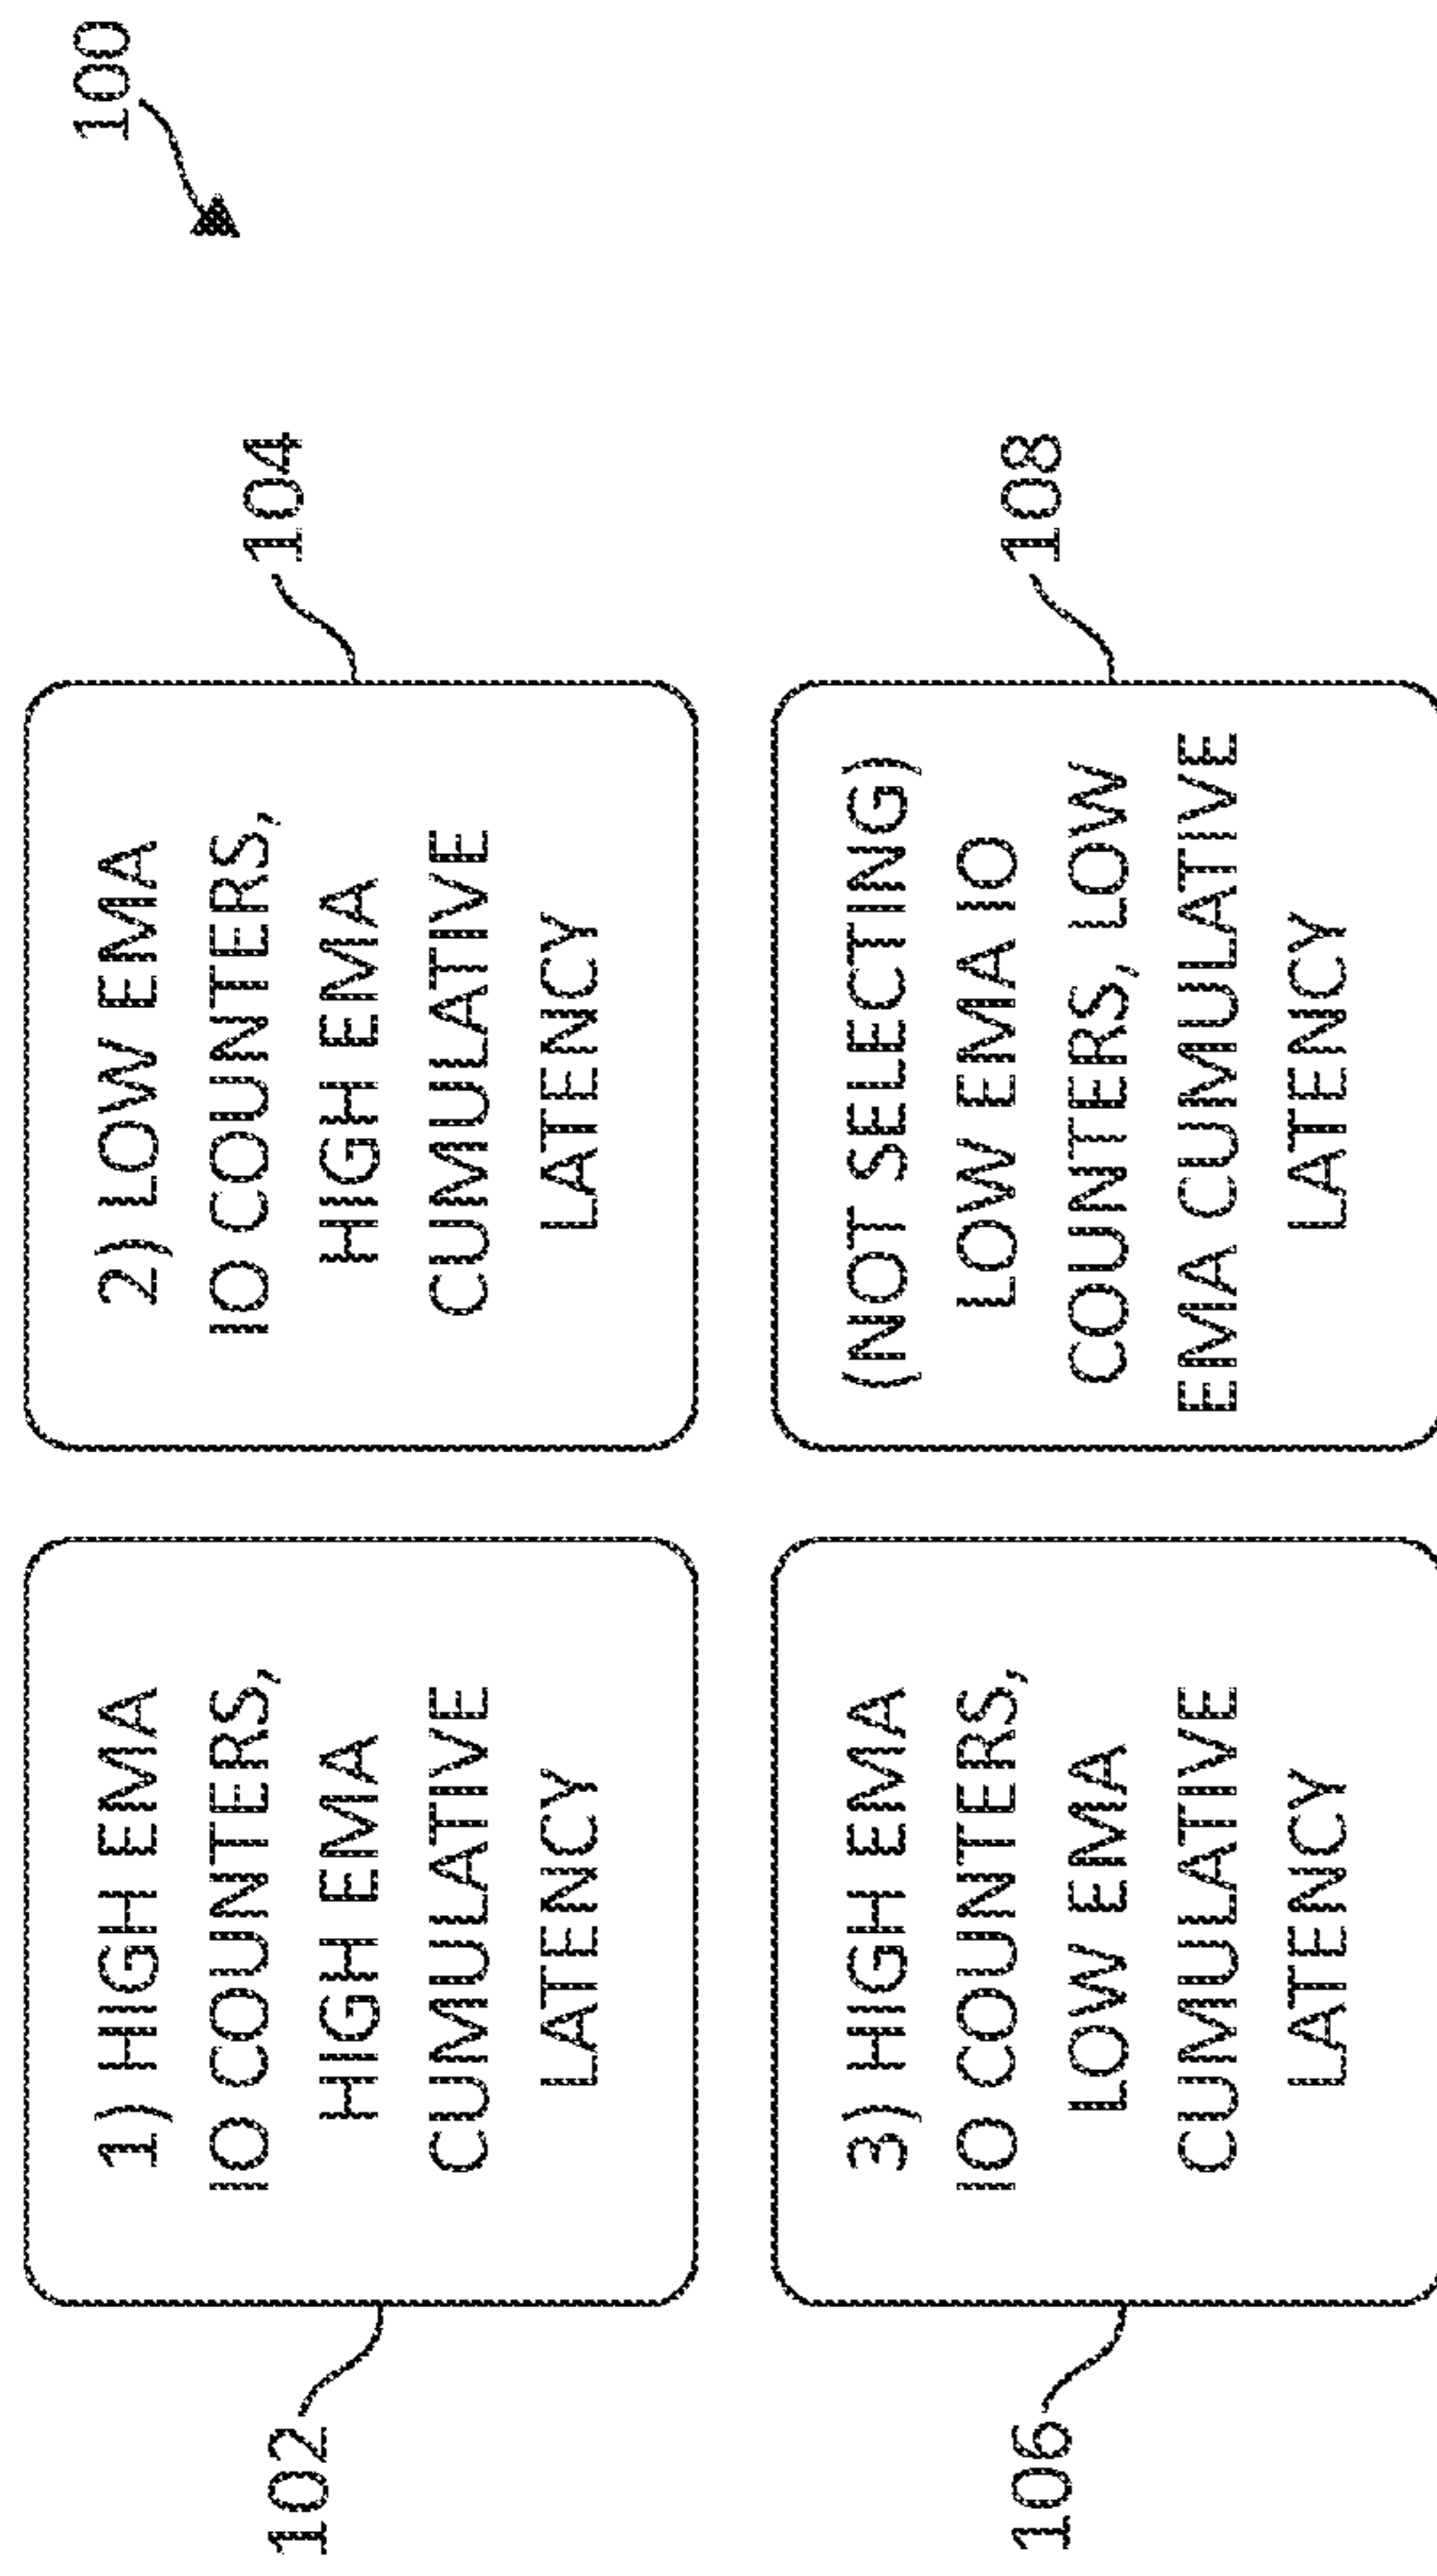 100
102
1) HIGH EMA
IO COUNTERS,
HIGH EMA
CUMULATIVE
LATENCY
2) LOW EMA
IO COUNTERS,
HIGH EMA
CUMULATIVE
LATENCY
104
106
3) HIGH EMA
IO COUNTERS,
LOW EMA
CUMULATIVE
LATENCY
(NOT SELECTING)
LOW EMA IO
COUNTERS, LOW
EMA CUMULATIVE
LATENCY
108